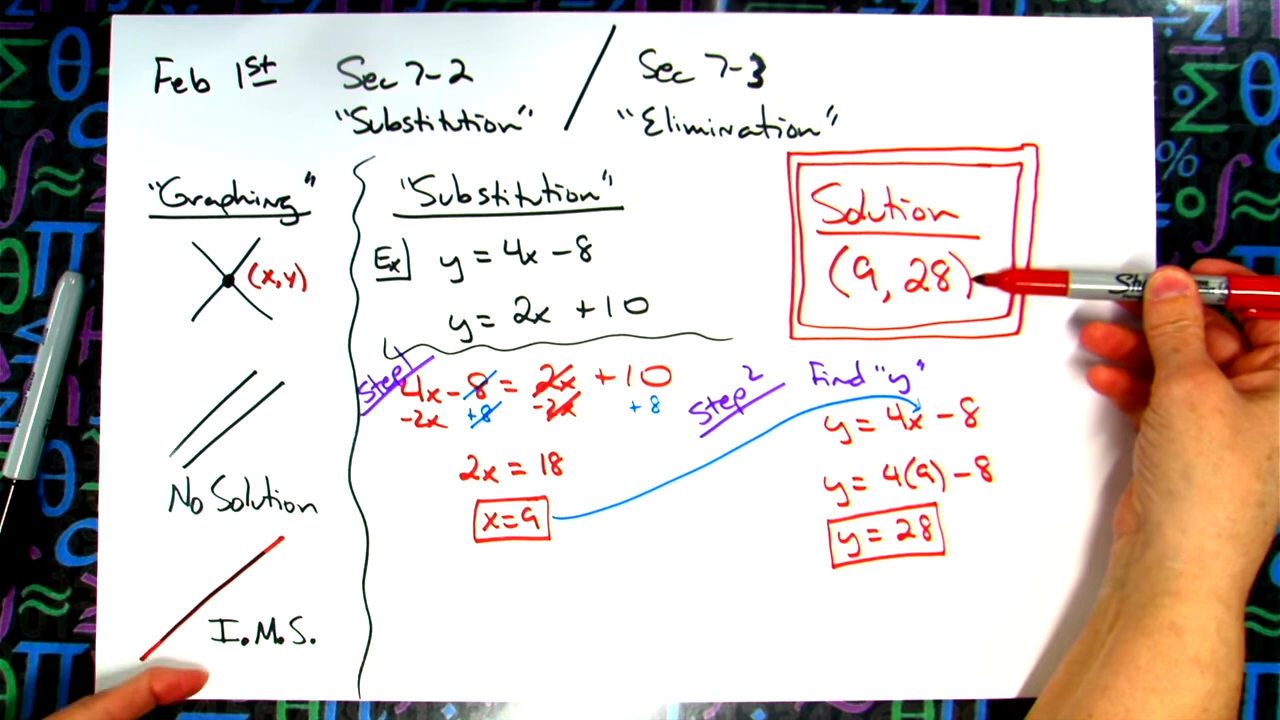 Feb 1st Sec 7-2 / Sec 7-3
"Substitution" "Elimination"
"Graphing"
(x,y)
No Solution
I.M.S.
"Substitution"
Ex] y = 4x - 8
y = 2x + 10
Step 1
4x - 8 = 2x + 10
-2x +8 -2x +8
2x = 18
x = 9
Step 2
Find "y"
y = 4x - 8
y = 4(9) - 8
y = 28
Solution
(9, 28)